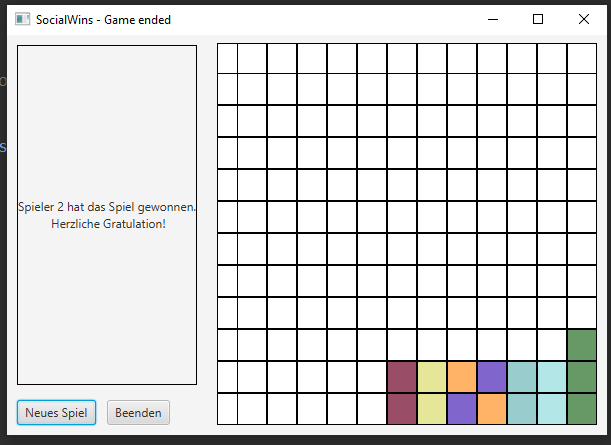 SocialWins - Game ended
Spieler 2 hat das Spiel gewonnen.
Herzliche Gratulation!
Neues Spiel
Beenden